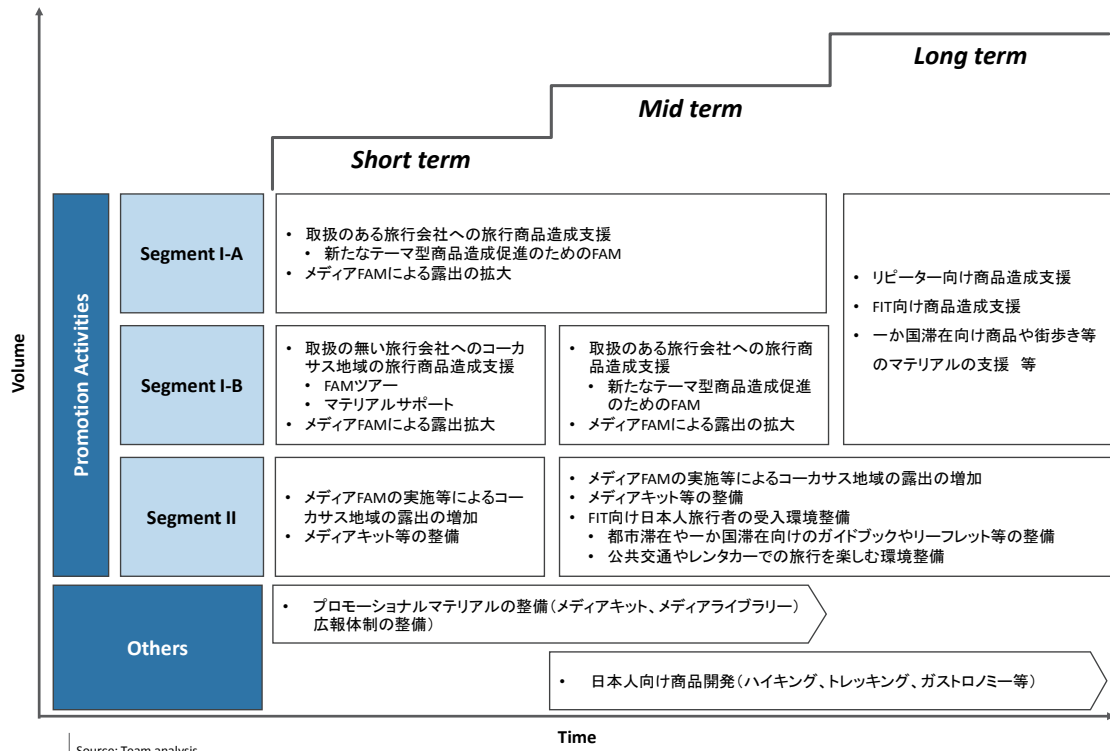 Long term
Mid term
Short term
Volume
Promotion Activities
Segment I-A
• 取扱のある旅行会社への旅行商品造成支援
• 新たなテーマ型商品造成促進のためのFAM
• メディアFAMによる露出の拡大
• リピーター向け商品造成支援
• FIT向け商品造成支援
• 一か国滞在向け商品や街歩き等
のマテリアルの支援 等
Segment I-B
• 取扱の無い旅行会社へのコーカ
サス地域の旅行商品造成支援
• FAMツアー
• マテリアルサポート
• メディアFAMによる露出拡大
• 取扱のある旅行会社への旅行商
品造成支援
• 新たなテーマ型商品造成促進
のためのFAM
• メディアFAMによる露出の拡大
Segment II
• メディアFAMの実施等によるコー
カサス地域の露出の増加
• メディアキット等の整備
• メディアFAMの実施等によるコーカサス地域の露出の増加
• メディアキット等の整備
• FIT向け日本人旅行者の受入環境整備
• 都市滞在や一か国滞在向けのガイドブックやリーフレット等の整備
• 公共交通やレンタカーでの旅行を楽しむ環境整備
Others
• プロモーショナルマテリアルの整備(メディアキット、メディアライブラリー)
広報体制の整備)
• 日本人向け商品開発(ハイキング、トレッキング、ガストロノミー等)
Time
Source: Team analysis